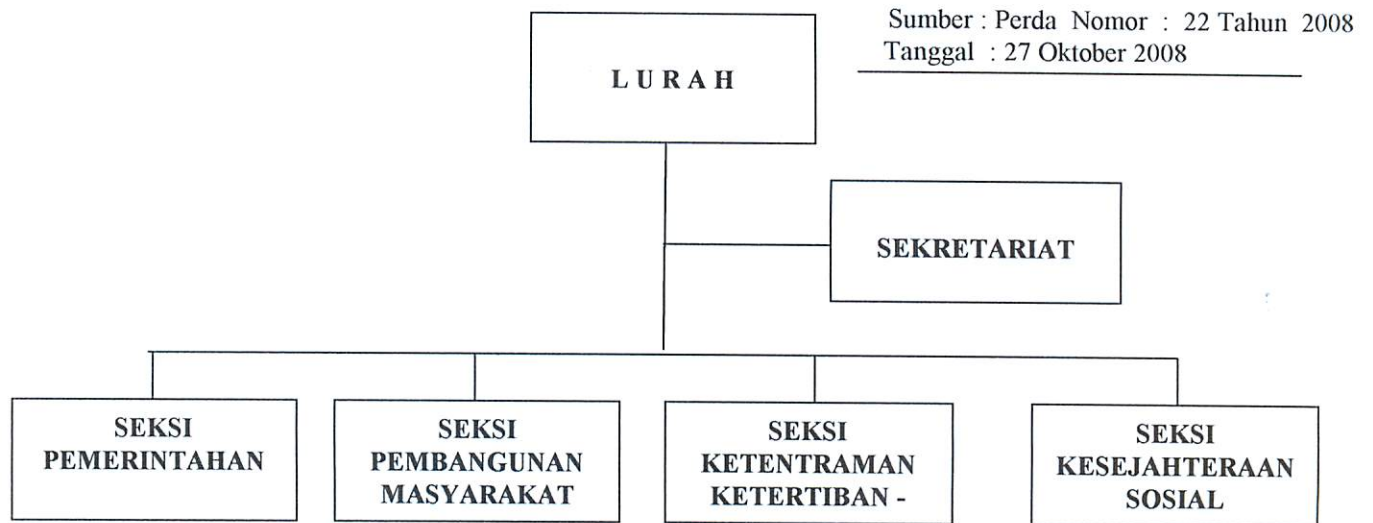 Sumber : Perda Nomor : 22 Tahun 2008
Tanggal : 27 Oktober 2008
L U R A H
SEKRETARIAT
SEKSI
PEMERINTAHAN
SEKSI
PEMBANGUNAN
MASYARAKAT
SEKSI
KETENTRAMAN
KETERTIBAN -
SEKSI
KESEJAHTERAAN
SOSIAL